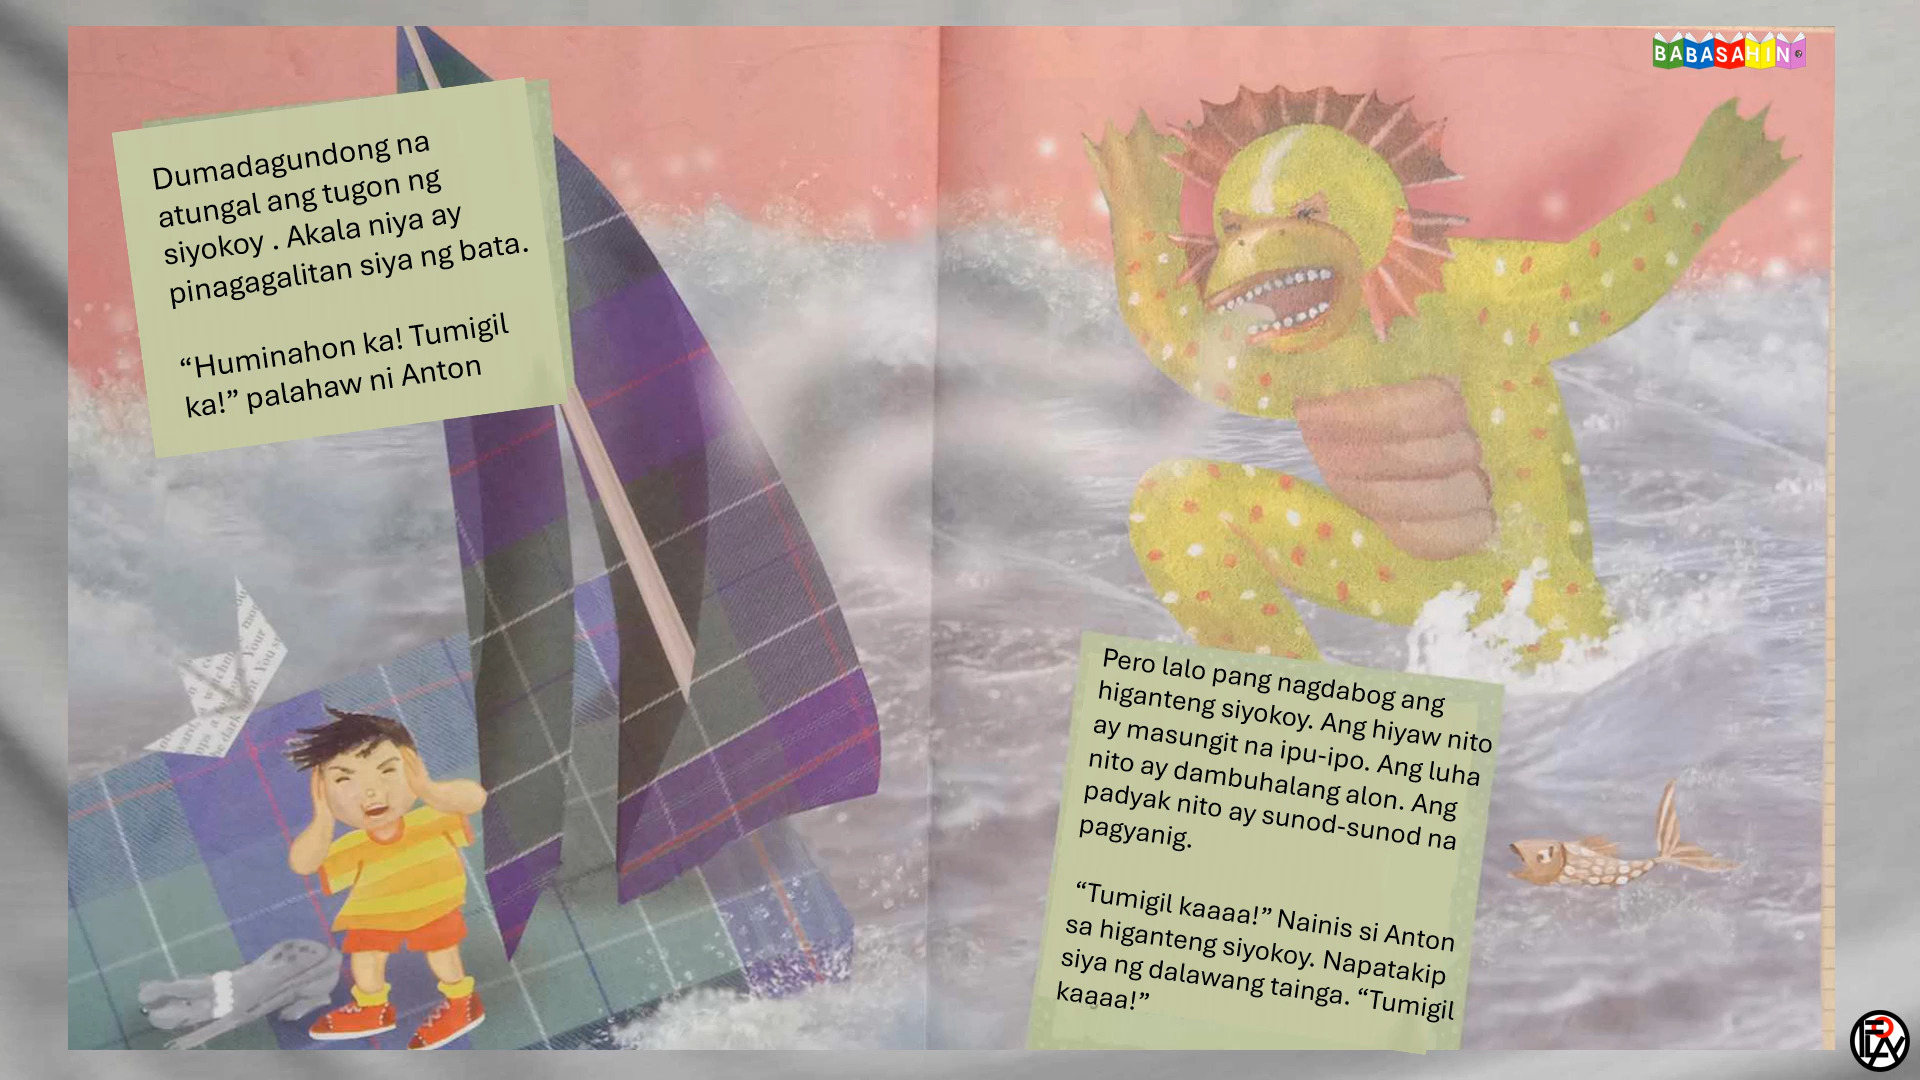 BABASAHIN
Dumadagundong na
atungal ang tugon ng
siyokoy . Akala niya ay
pinagagalitan siya ng bata.
“Huminahon ka! Tumigil
ka!” palahaw ni Anton
Pero lalo pang nagdabog ang
higanteng siyokoy. Ang hiyaw nito
ay masungit na ipu-ipo. Ang luha
nito ay dambuhalang alon. Ang
padyak nito ay sunod-sunod na
pagyanig.
“Tumigil kaaaa!” Nainis si Anton
sa higanteng siyokoy. Napatakip
siya ng dalawang tainga. “Tumigil
kaaaa!”